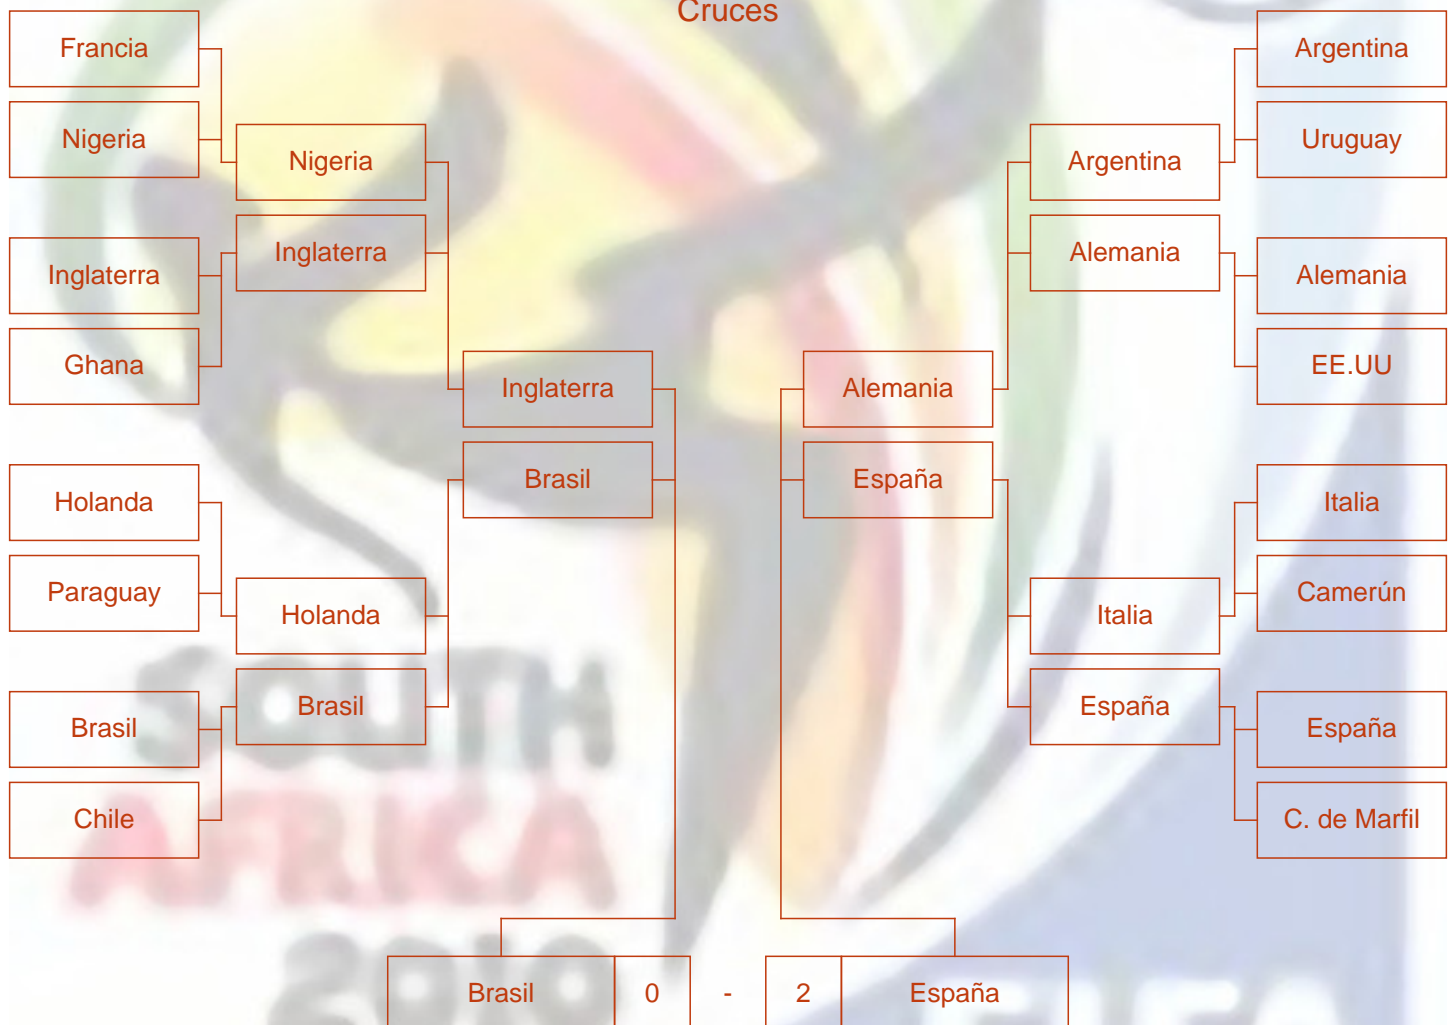 Cruces
Francia
Nigeria
Nigeria
Inglaterra
Inglaterra
Ghana
Inglaterra
Brasil
Holanda
Paraguay
Holanda
Brasil
Brasil
Chile
Argentina
Uruguay
Argentina
Alemania
Alemania
EE.UU
Alemania
España
Italia
Camerún
Italia
España
España
C. de Marfil
SOUTH
AFRICA
2010
FIFA
Brasil 0 - 2 España